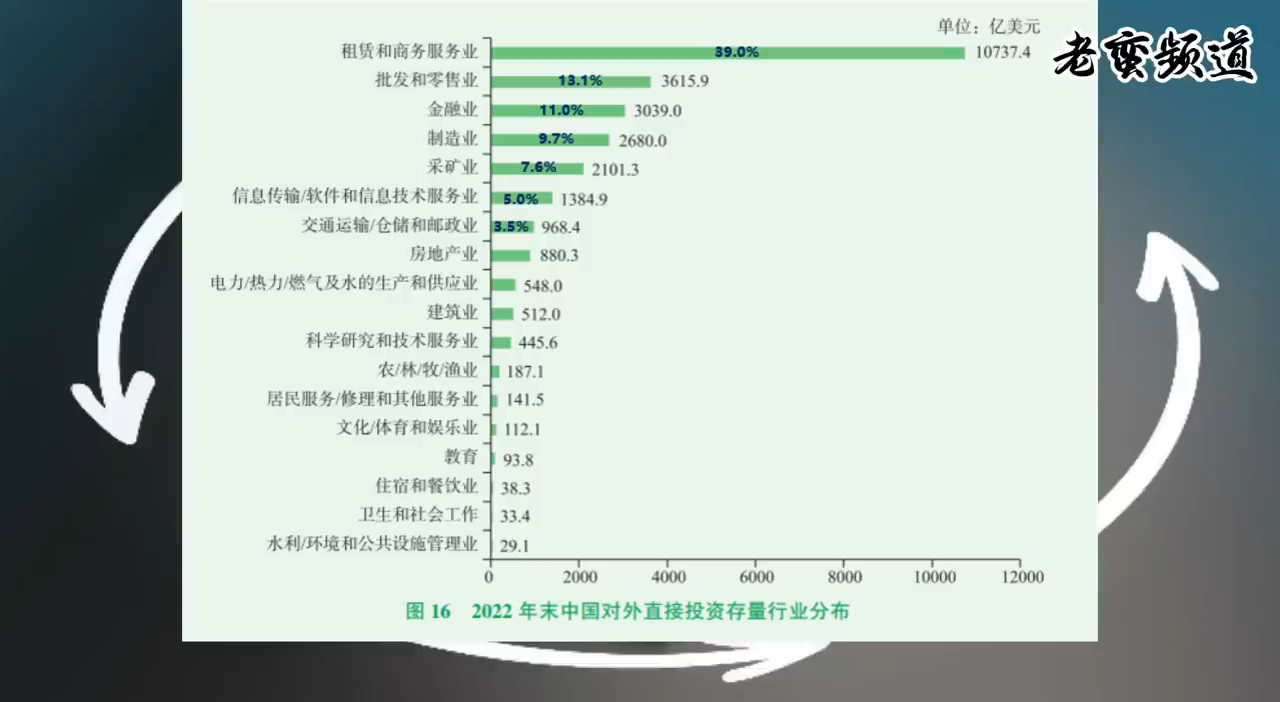 单位：亿美元
老蛮频道
租赁和商务服务业 39.0% 10737.4
批发和零售业 13.1% 3615.9
金融业 11.0% 3039.0
制造业 9.7% 2680.0
采矿业 7.6% 2101.3
信息传输/软件和信息技术服务业 5.0% 1384.9
交通运输/仓储和邮政业 3.5% 968.4
房地产业 880.3
电力/热力/燃气及水的生产和供应业 548.0
建筑业 512.0
科学研究和技术服务业 445.6
农/林/牧/渔业 187.1
居民服务/修理和其他服务业 141.5
文化/体育和娱乐业 112.1
教育 93.8
住宿和餐饮业 38.3
卫生和社会工作 33.4
水利/环境和公共设施管理业 29.1
0 2000 4000 6000 8000 10000 12000
图 16 2022 年末中国对外直接投资存量行业分布